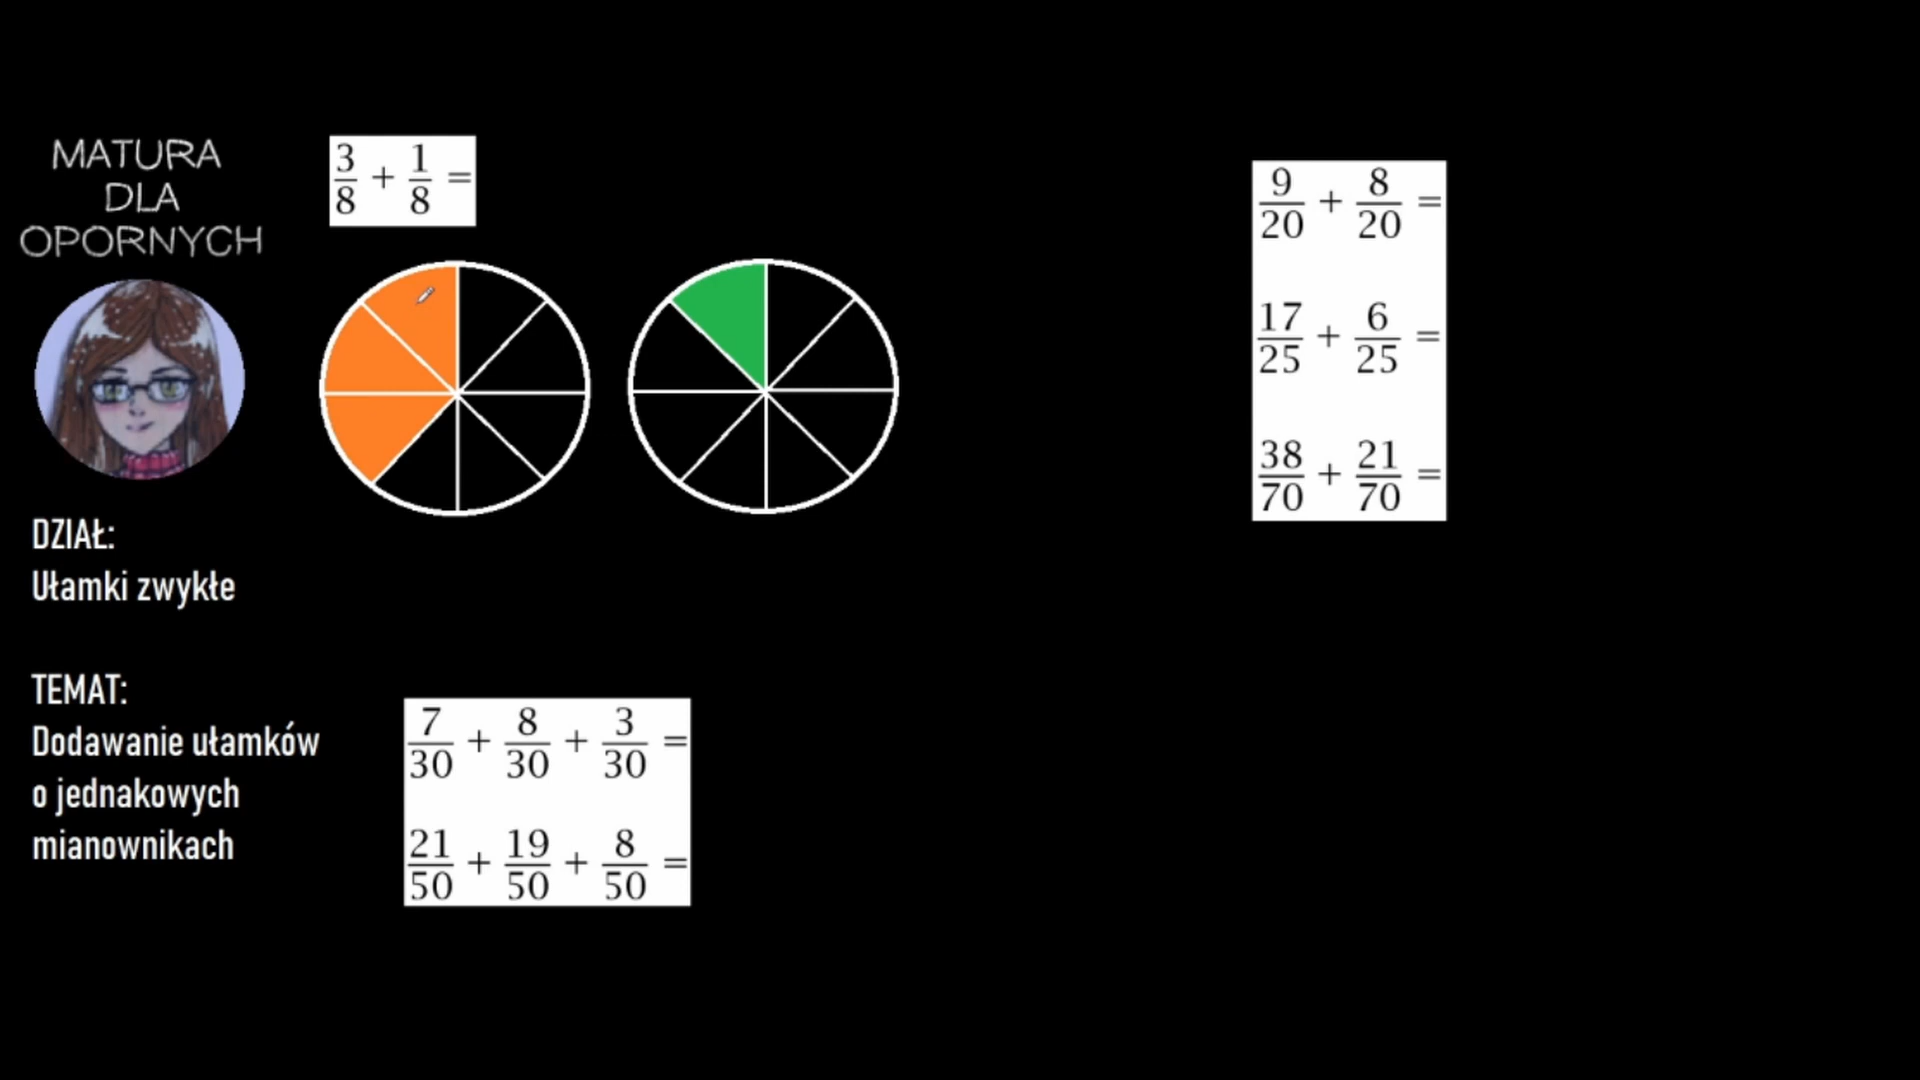 MATURA
DLA
OPORNYCH
DZIAŁ:
Ułamki zwykłe
TEMAT:
Dodawanie ułamków
o jednakowych
mianownikach
3/8 + 1/8 =
7/30 + 8/30 + 3/30 =
21/50 + 19/50 + 8/50 =
9/20 + 8/20 =
17/25 + 6/25 =
38/70 + 21/70 =